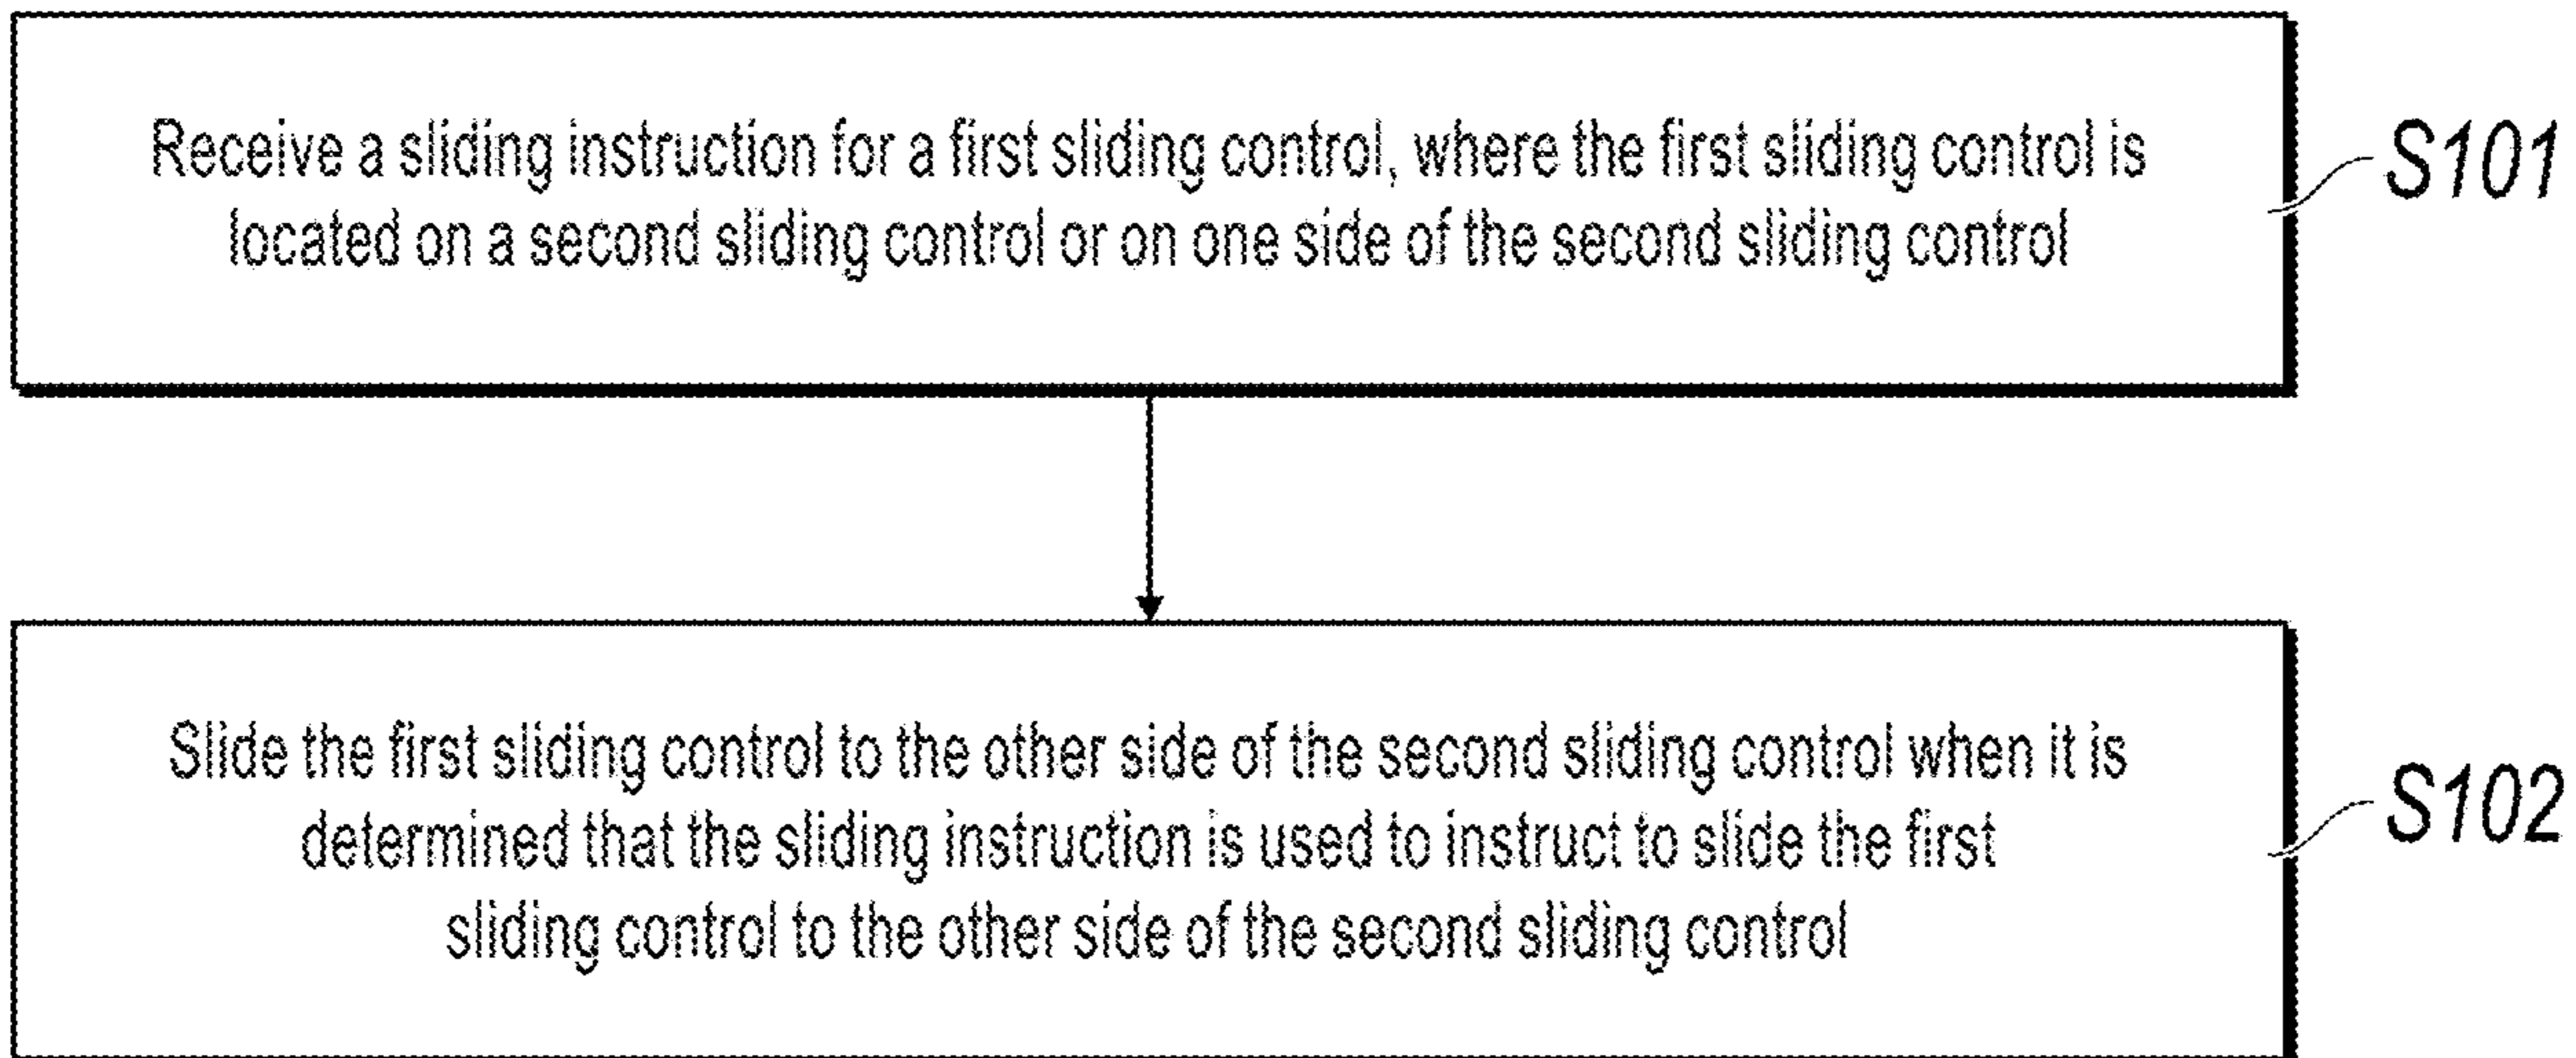 Receive a sliding instruction for a first sliding control, where the first sliding control is
located on a second sliding control or on one side of the second sliding control
S101
Slide the first sliding control to the other side of the second sliding control when it is
determined that the sliding instruction is used to instruct to slide the first
sliding control to the other side of the second sliding control
S102